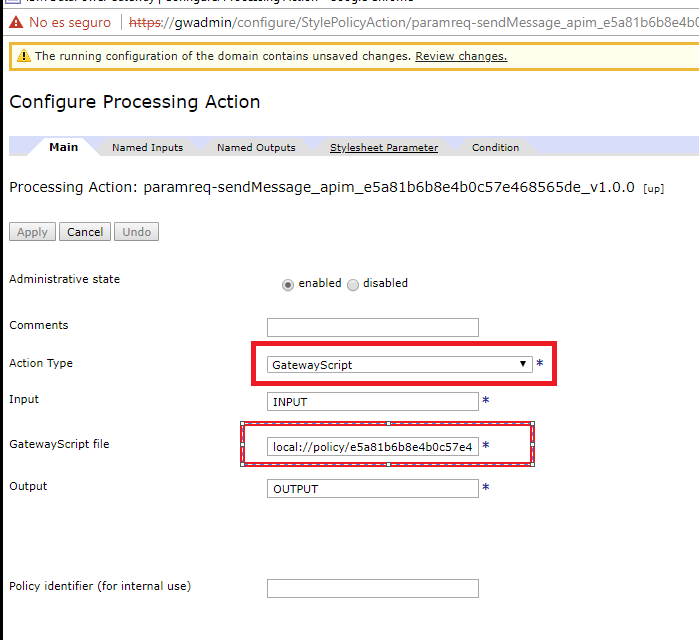 No es seguro | https://gwadmin/configure/StylePolicyAction/paramreq-sendMessage_apim_e5a81b6b8e4b0
The running configuration of the domain contains unsaved changes. Review changes.
Configure Processing Action
Main Named Inputs Named Outputs Stylesheet Parameter Condition
Processing Action: paramreq-sendMessage_apim_e5a81b6b8e4b0c57e468565de_v1.0.0 [up]
Apply Cancel Undo
Administrative state enabled disabled
Comments
Action Type GatewayScript *
Input INPUT *
GatewayScript file local://policy/e5a81b6b8e4b0c57e4 *
Output OUTPUT *
Policy identifier (for internal use)